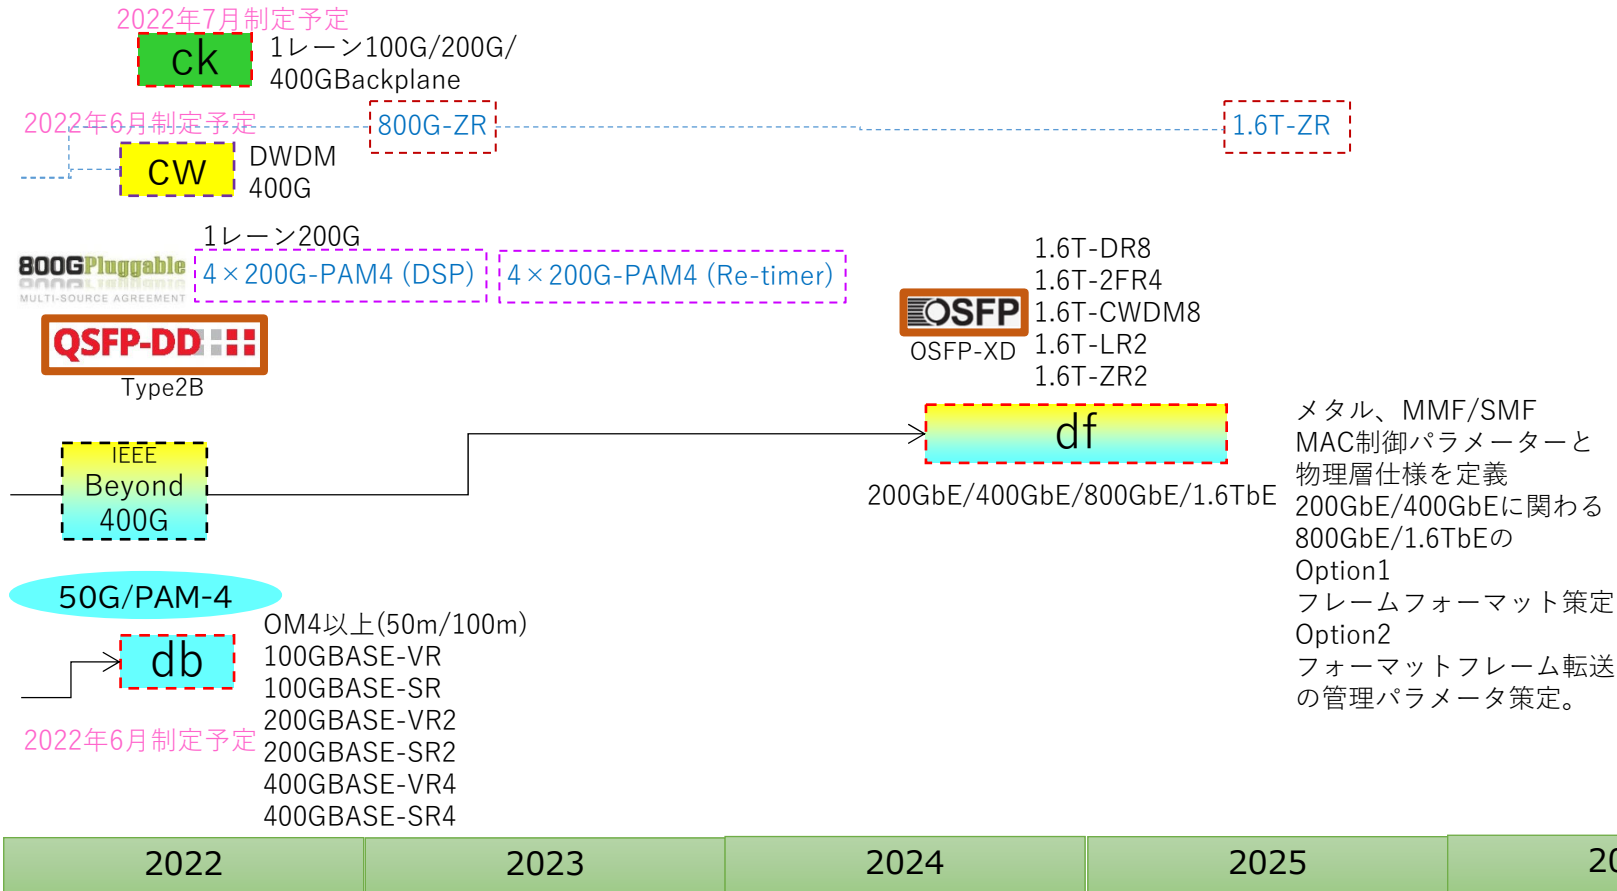 2022年7月制定予定
ck
1レーン100G/200G/
400GBackplane
2022年6月制定予定
800G-ZR
1.6T-ZR
cw
DWDM
400G
1レーン200G
800GPluggable
MULTI-SOURCE AGREEMENT
4×200G-PAM4 (DSP)
4×200G-PAM4 (Re-timer)
QSFP-DD
Type2B
OSFP
OSFP-XD
1.6T-DR8
1.6T-2FR4
1.6T-CWDM8
1.6T-LR2
1.6T-ZR2
IEEE
Beyond
400G
df
200GbE/400GbE/800GbE/1.6TbE
メタル、MMF/SMF
MAC制御パラメーターと
物理層仕様を定義
200GbE/400GbEに関わる
800GbE/1.6TbEの
Option1
フレームフォーマット策定
Option2
フォーマットフレーム転送
の管理パラメータ策定。
50G/PAM-4
db
2022年6月制定予定
OM4以上(50m/100m)
100GBASE-VR
100GBASE-SR
200GBASE-VR2
200GBASE-SR2
400GBASE-VR4
400GBASE-SR4
2022
2023
2024
2025